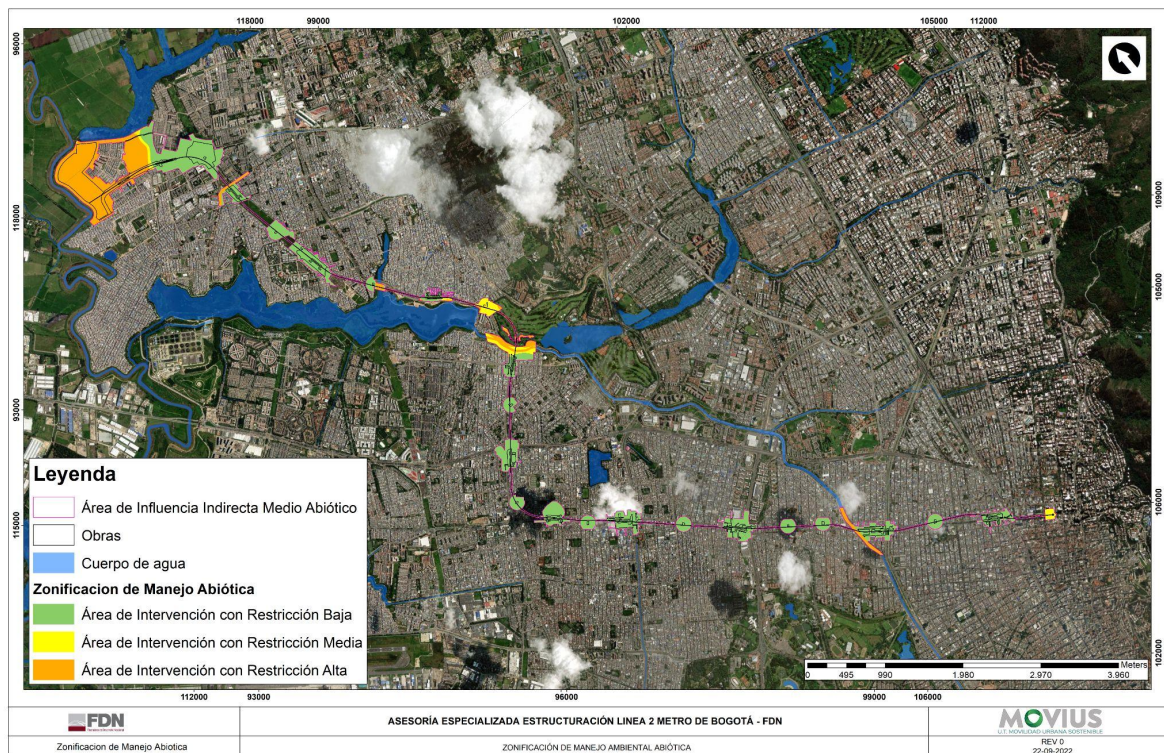 118000 99000 102000 105000 112000
96000
109000
118000
105000
93000
Leyenda
Área de Influencia Indirecta Medio Abiótico
Obras
Cuerpo de agua
Zonificacion de Manejo Abiótica
Área de Intervención con Restricción Baja
Área de Intervención con Restricción Media
Área de Intervención con Restricción Alta
106000
115000
102000
Meters
0 495 990 1.980 2.970 3.960
112000 93000 96000 99000 106000
FDN
ASESORÍA ESPECIALIZADA ESTRUCTURACIÓN LINEA 2 METRO DE BOGOTÁ - FDN
MOVIUS
U.T. MOVILIDAD URBANA SOSTENIBLE
Zonificacion de Manejo Abiotica
ZONIFICACIÓN DE MANEJO AMBIENTAL ABIÓTICA
REV 0
22-09-2022